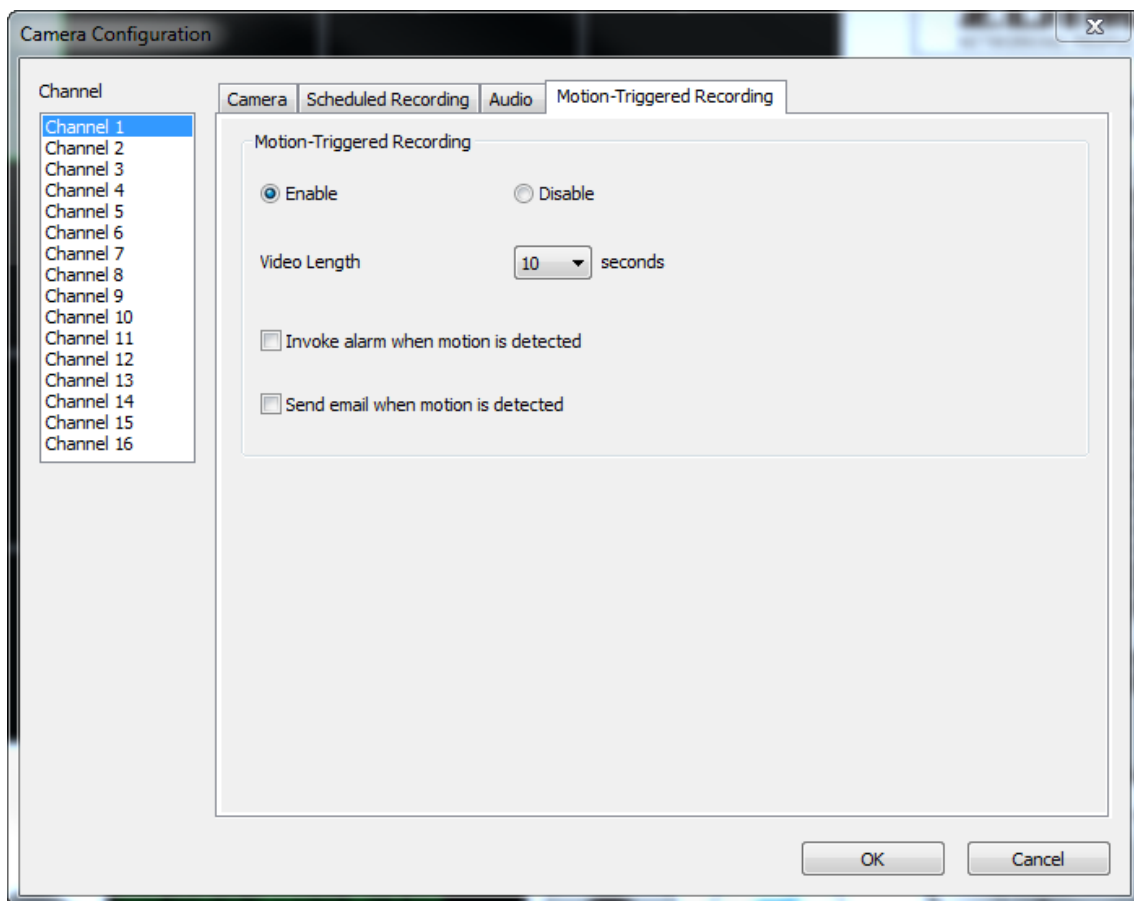 Camera Configuration
Channel
Channel 1
Channel 2
Channel 3
Channel 4
Channel 5
Channel 6
Channel 7
Channel 8
Channel 9
Channel 10
Channel 11
Channel 12
Channel 13
Channel 14
Channel 15
Channel 16
Camera Scheduled Recording Audio Motion-Triggered Recording
Motion-Triggered Recording
Enable Disable
Video Length 10 seconds
Invoke alarm when motion is detected
Send email when motion is detected
OK Cancel